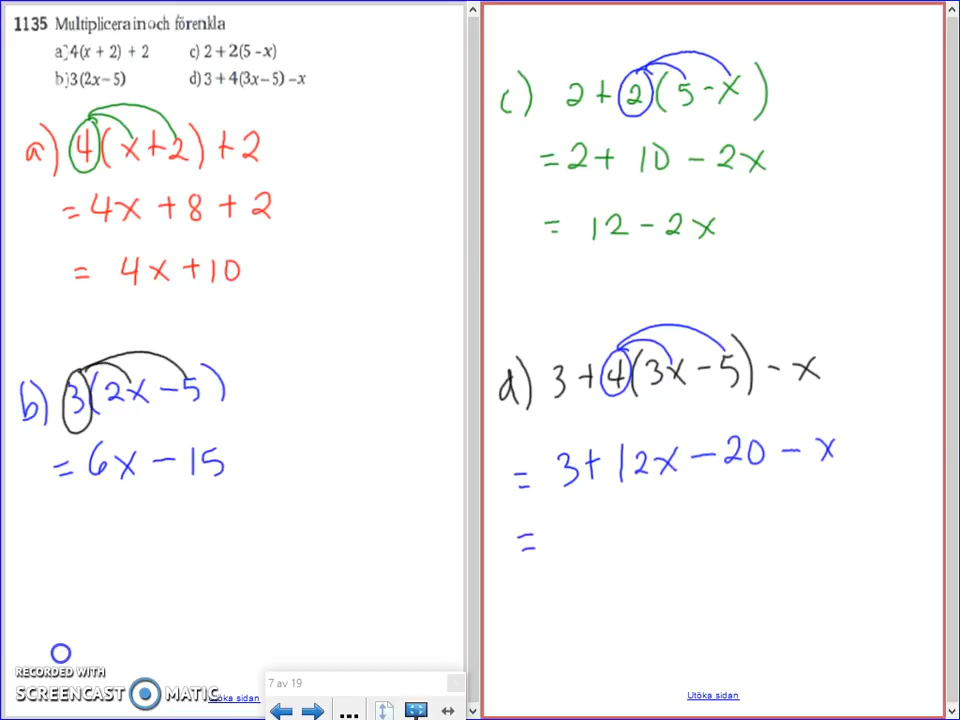 1135 Multiplicera in och förenkla
a) 4(x + 2) + 2 c) 2 + 2(5 - x)
b) 3(2x - 5) d) 3 + 4(3x - 5) - x
a) 4(x + 2) + 2
= 4x + 8 + 2
= 4x + 10
b) 3(2x - 5)
= 6x - 15
c) 2 + 2(5 - x)
= 2 + 10 - 2x
= 12 - 2x
d) 3 + 4(3x - 5) - x
= 3 + 12x - 20 - x
=
RECORDED WITH
SCREENCAST MATIC
Utöka sidan
7 av 19
Utöka sidan